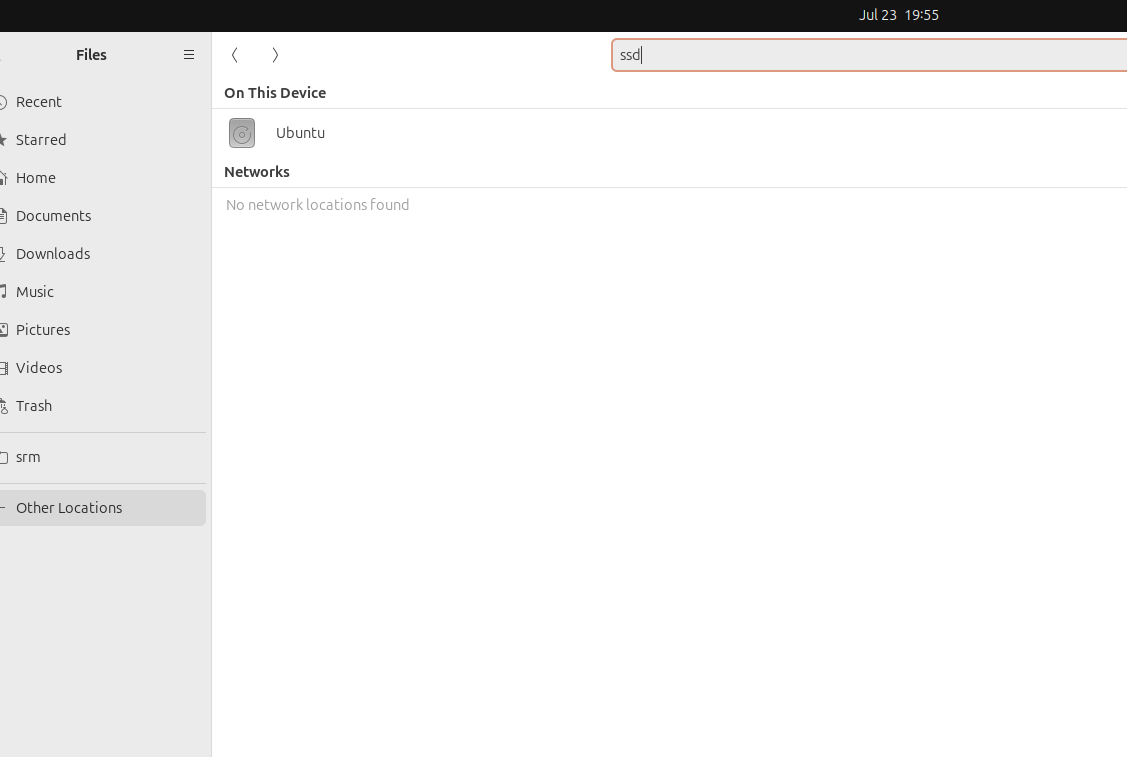 Jul 23 19:55
Files
ssd
Recent
Starred
Home
Documents
Downloads
Music
Pictures
Videos
Trash
srm
Other Locations
On This Device
Ubuntu
Networks
No network locations found